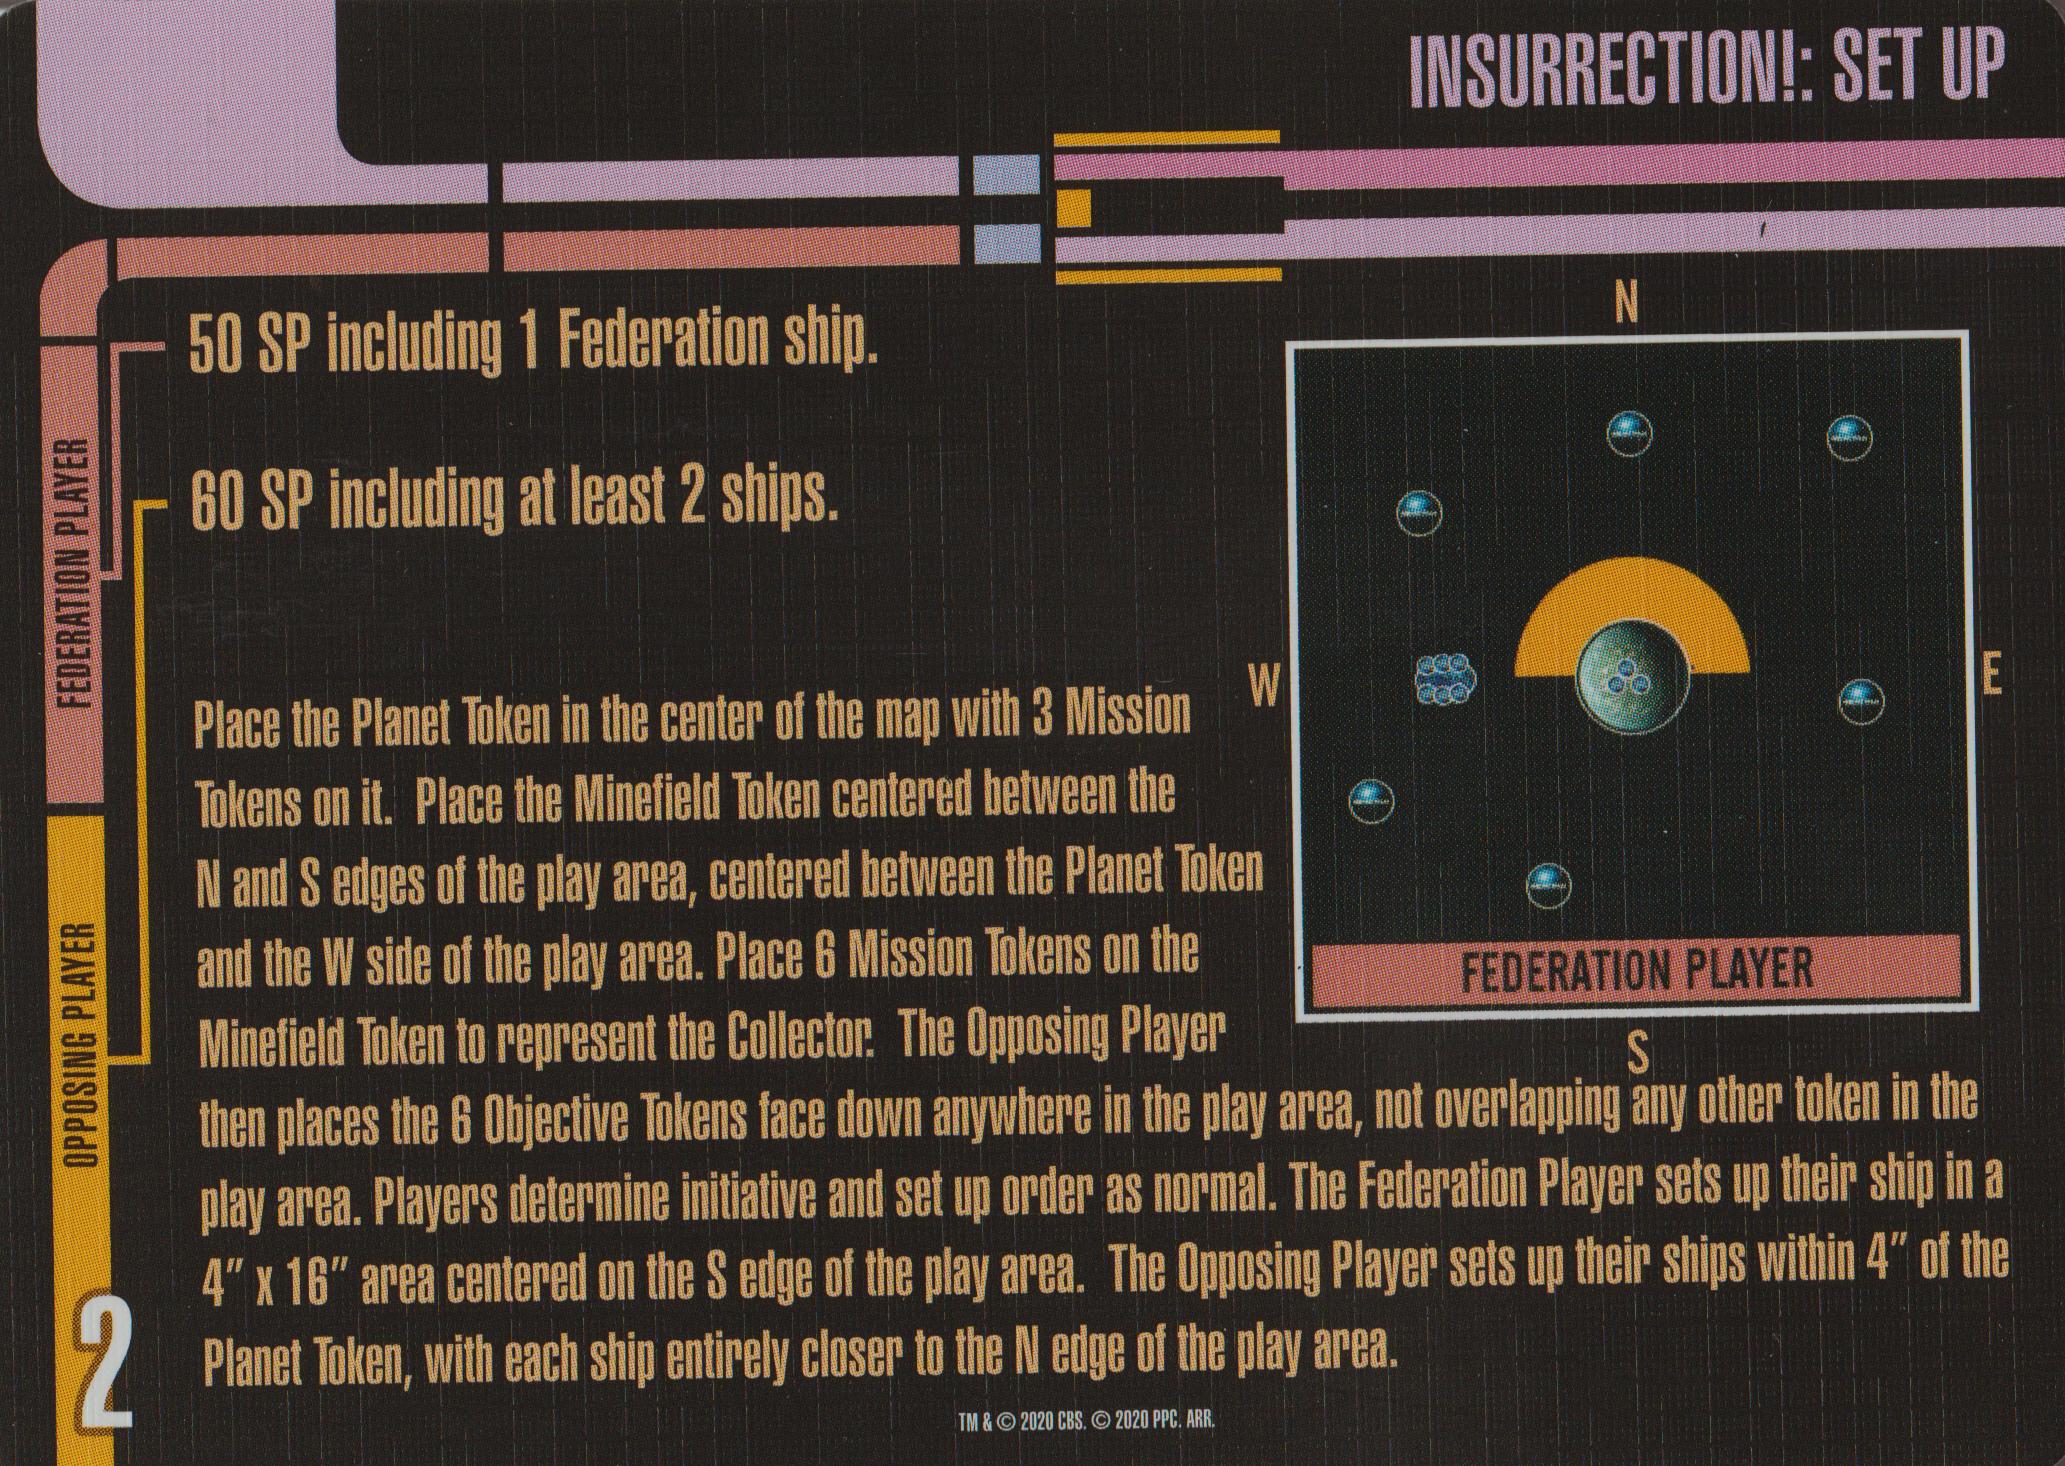 INSURRECTION!: SET UP
50 SP including 1 Federation ship.
60 SP including at least 2 ships.
FEDERATION PLAYER
OPPOSING PLAYER
Place the Planet Token in the center of the map with 3 Mission
Tokens on it.  Place the Minefield Token centered between the
N and S edges of the play area, centered between the Planet Token
and the W side of the play area. Place 6 Mission Tokens on the
Minefield Token to represent the Collector.  The Opposing Player
then places the 6 Objective Tokens face down anywhere in the play area, not overlapping any other token in the
play area. Players determine initiative and set up order as normal. The Federation Player sets up their ship in a
4” x 16” area centered on the S edge of the play area.  The Opposing Player sets up their ships within 4” of the
Planet Token, with each ship entirely closer to the N edge of the play area.
N
W
E
FEDERATION PLAYER
S
2
TM & © 2020 CBS. © 2020 PPC. ARR.